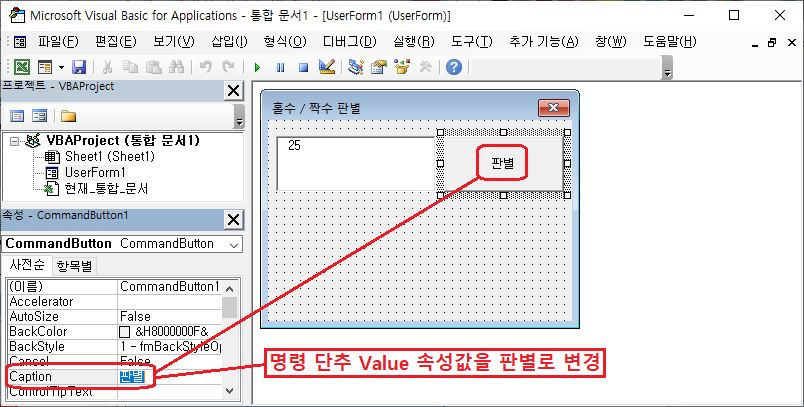 Microsoft Visual Basic for Applications - 통합 문서1 - [UserForm1 (UserForm)]
파일(F) 편집(E) 보기(V) 삽입(I) 형식(O) 디버그(D) 실행(R) 도구(T) 추가 기능(A) 창(W) 도움말(H)
프로젝트 - VBAProject
VBAProject (통합 문서1)
Sheet1 (Sheet1)
UserForm1
현재_통합_문서
속성 - CommandButton1
CommandButton CommandButton
사전순 항목별
(이름) CommandButton1
Accelerator
AutoSize False
BackColor &H8000000F&
BackStyle 1 - fmBackStyleOp
Cancel False
Caption 판별
ControlTipText
홀수 / 짝수 판별
25
판별
명령 단추 Value 속성값을 판별로 변경